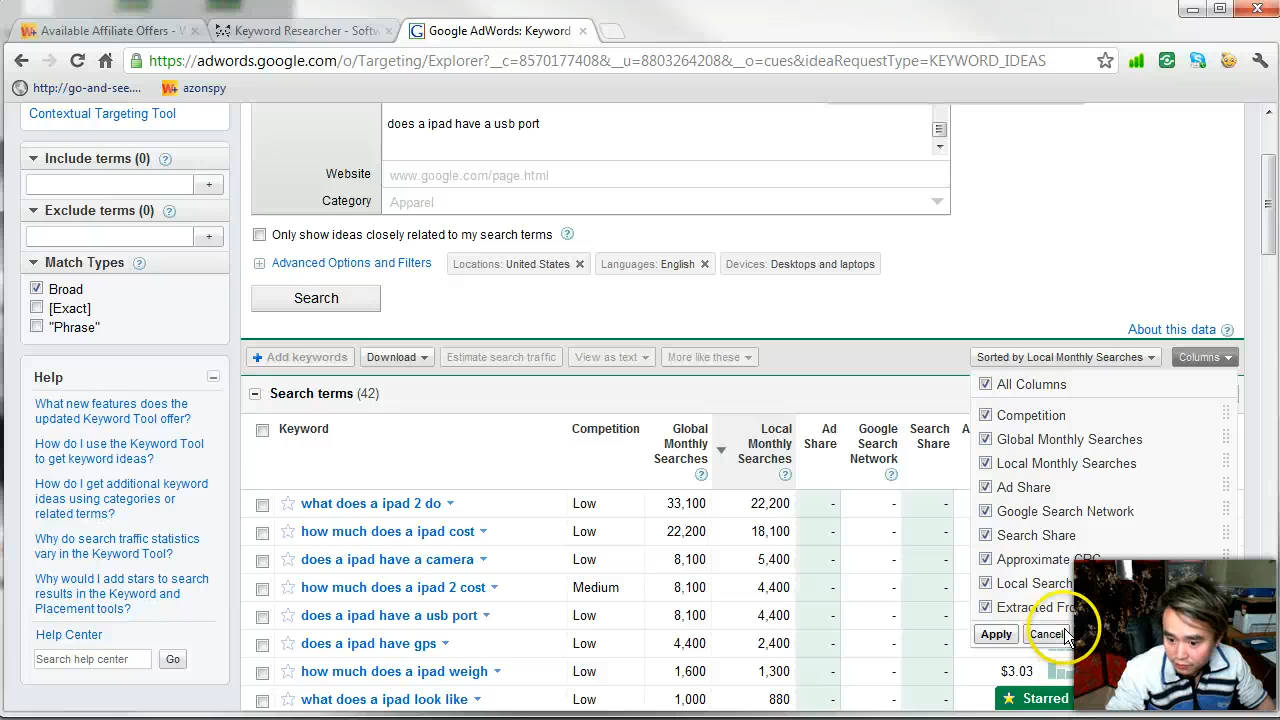 Available Affiliate Offers - W
Keyword Researcher - Softw
Google AdWords: Keyword
https://adwords.google.com/o/Targeting/Explorer?__c=8570177408&__u=8803264208&__o=cues&ideaRequestType=KEYWORD_IDEAS
http://go-and-see....
azonspy
Contextual Targeting Tool
Include terms (0)
+
Exclude terms (0)
+
Match Types
Broad
[Exact]
"Phrase"
Help
What new features does the
updated Keyword Tool offer?
How do I use the Keyword Tool
to get keyword ideas?
How do I get additional keyword
ideas using categories or
related terms?
Why do search traffic statistics
vary in the Keyword Tool?
Why would I add stars to search
results in the Keyword and
Placement tools?
Help Center
Search help center
Go
does a ipad have a usb port
Website
www.google.com/page.html
Category
Apparel
Only show ideas closely related to my search terms
Advanced Options and Filters
Locations: United States
Languages: English
Devices: Desktops and laptops
Search
About this data
Add keywords
Download
Estimate search traffic
View as text
More like these
Sorted by Local Monthly Searches
Columns
Search terms (42)
Keyword
Competition
Global
Monthly
Searches
Local
Monthly
Searches
Ad
Share
Google
Search
Network
Search
Share
A
what does a ipad 2 do Low 33,100 22,200 - - -
how much does a ipad cost Low 22,200 18,100 - - -
does a ipad have a camera Low 8,100 5,400 - - -
how much does a ipad 2 cost Medium 8,100 4,400 - - -
does a ipad have a usb port Low 8,100 4,400 - - -
does a ipad have gps Low 4,400 2,400 - - -
how much does a ipad weigh Low 1,600 1,300 - - - $3.03
what does a ipad look like Low 1,000 880 - - -
All Columns
Competition
Global Monthly Searches
Local Monthly Searches
Ad Share
Google Search Network
Search Share
Approximate CPC
Local Search
Extracted Fro
Apply
Cancel
Starred